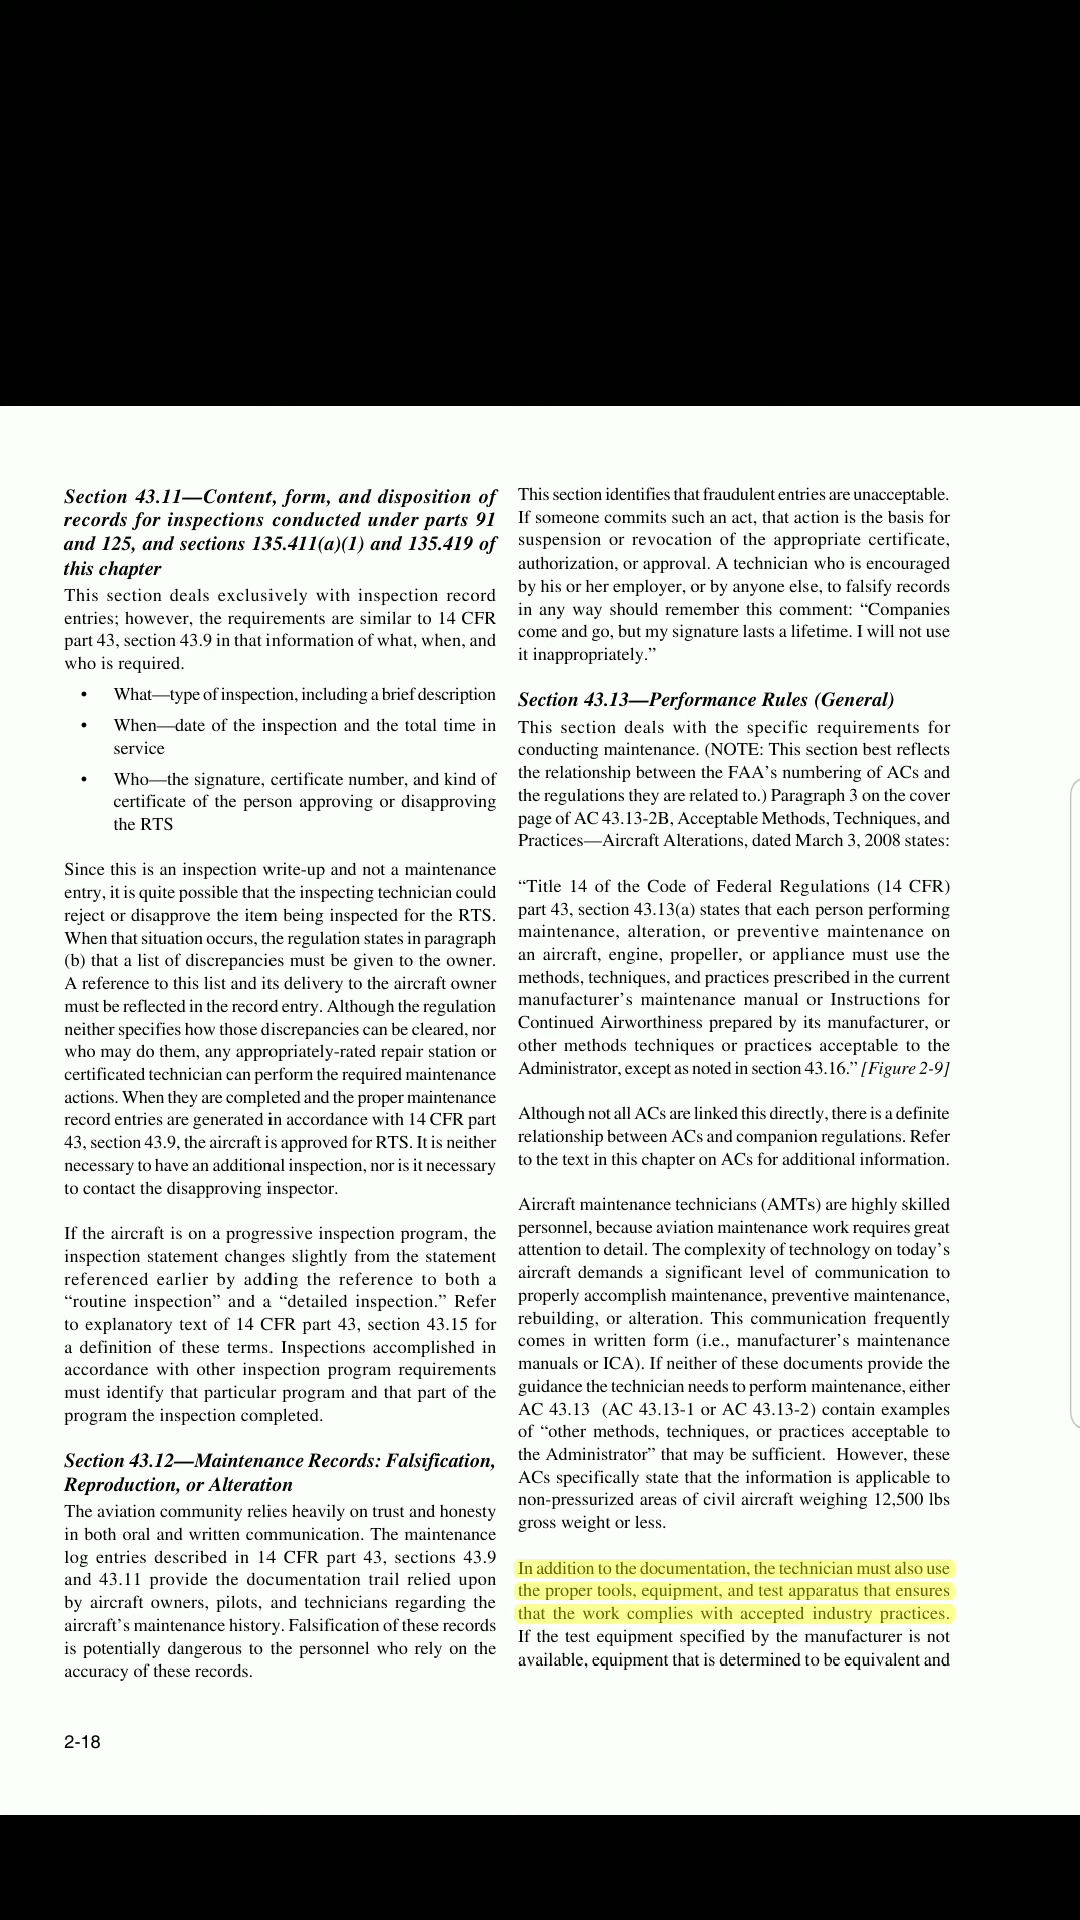 Section 43.11—Content, form, and disposition of
records for inspections conducted under parts 91
and 125, and sections 135.411(a)(1) and 135.419 of
this chapter
This section deals exclusively with inspection record
entries; however, the requirements are similar to 14 CFR
part 43, section 43.9 in that information of what, when, and
who is required.
• What—type of inspection, including a brief description
• When—date of the inspection and the total time in
service
• Who—the signature, certificate number, and kind of
certificate of the person approving or disapproving
the RTS
Since this is an inspection write-up and not a maintenance
entry, it is quite possible that the inspecting technician could
reject or disapprove the item being inspected for the RTS.
When that situation occurs, the regulation states in paragraph
(b) that a list of discrepancies must be given to the owner.
A reference to this list and its delivery to the aircraft owner
must be reflected in the record entry. Although the regulation
neither specifies how those discrepancies can be cleared, nor
who may do them, any appropriately-rated repair station or
certificated technician can perform the required maintenance
actions. When they are completed and the proper maintenance
record entries are generated in accordance with 14 CFR part
43, section 43.9, the aircraft is approved for RTS. It is neither
necessary to have an additional inspection, nor is it necessary
to contact the disapproving inspector.
If the aircraft is on a progressive inspection program, the
inspection statement changes slightly from the statement
referenced earlier by adding the reference to both a
“routine inspection” and a “detailed inspection.” Refer
to explanatory text of 14 CFR part 43, section 43.15 for
a definition of these terms. Inspections accomplished in
accordance with other inspection program requirements
must identify that particular program and that part of the
program the inspection completed.
Section 43.12—Maintenance Records: Falsification,
Reproduction, or Alteration
The aviation community relies heavily on trust and honesty
in both oral and written communication. The maintenance
log entries described in 14 CFR part 43, sections 43.9
and 43.11 provide the documentation trail relied upon
by aircraft owners, pilots, and technicians regarding the
aircraft’s maintenance history. Falsification of these records
is potentially dangerous to the personnel who rely on the
accuracy of these records.
This section identifies that fraudulent entries are unacceptable.
If someone commits such an act, that action is the basis for
suspension or revocation of the appropriate certificate,
authorization, or approval. A technician who is encouraged
by his or her employer, or by anyone else, to falsify records
in any way should remember this comment: “Companies
come and go, but my signature lasts a lifetime. I will not use
it inappropriately.”
Section 43.13—Performance Rules (General)
This section deals with the specific requirements for
conducting maintenance. (NOTE: This section best reflects
the relationship between the FAA’s numbering of ACs and
the regulations they are related to.) Paragraph 3 on the cover
page of AC 43.13-2B, Acceptable Methods, Techniques, and
Practices—Aircraft Alterations, dated March 3, 2008 states:
“Title 14 of the Code of Federal Regulations (14 CFR)
part 43, section 43.13(a) states that each person performing
maintenance, alteration, or preventive maintenance on
an aircraft, engine, propeller, or appliance must use the
methods, techniques, and practices prescribed in the current
manufacturer’s maintenance manual or Instructions for
Continued Airworthiness prepared by its manufacturer, or
other methods techniques or practices acceptable to the
Administrator, except as noted in section 43.16.” [Figure 2-9]
Although not all ACs are linked this directly, there is a definite
relationship between ACs and companion regulations. Refer
to the text in this chapter on ACs for additional information.
Aircraft maintenance technicians (AMTs) are highly skilled
personnel, because aviation maintenance work requires great
attention to detail. The complexity of technology on today’s
aircraft demands a significant level of communication to
properly accomplish maintenance, preventive maintenance,
rebuilding, or alteration. This communication frequently
comes in written form (i.e., manufacturer’s maintenance
manuals or ICA). If neither of these documents provide the
guidance the technician needs to perform maintenance, either
AC 43.13 (AC 43.13-1 or AC 43.13-2) contain examples
of “other methods, techniques, or practices acceptable to
the Administrator” that may be sufficient. However, these
ACs specifically state that the information is applicable to
non-pressurized areas of civil aircraft weighing 12,500 lbs
gross weight or less.
In addition to the documentation, the technician must also use
the proper tools, equipment, and test apparatus that ensures
that the work complies with accepted industry practices.
If the test equipment specified by the manufacturer is not
available, equipment that is determined to be equivalent and
2-18